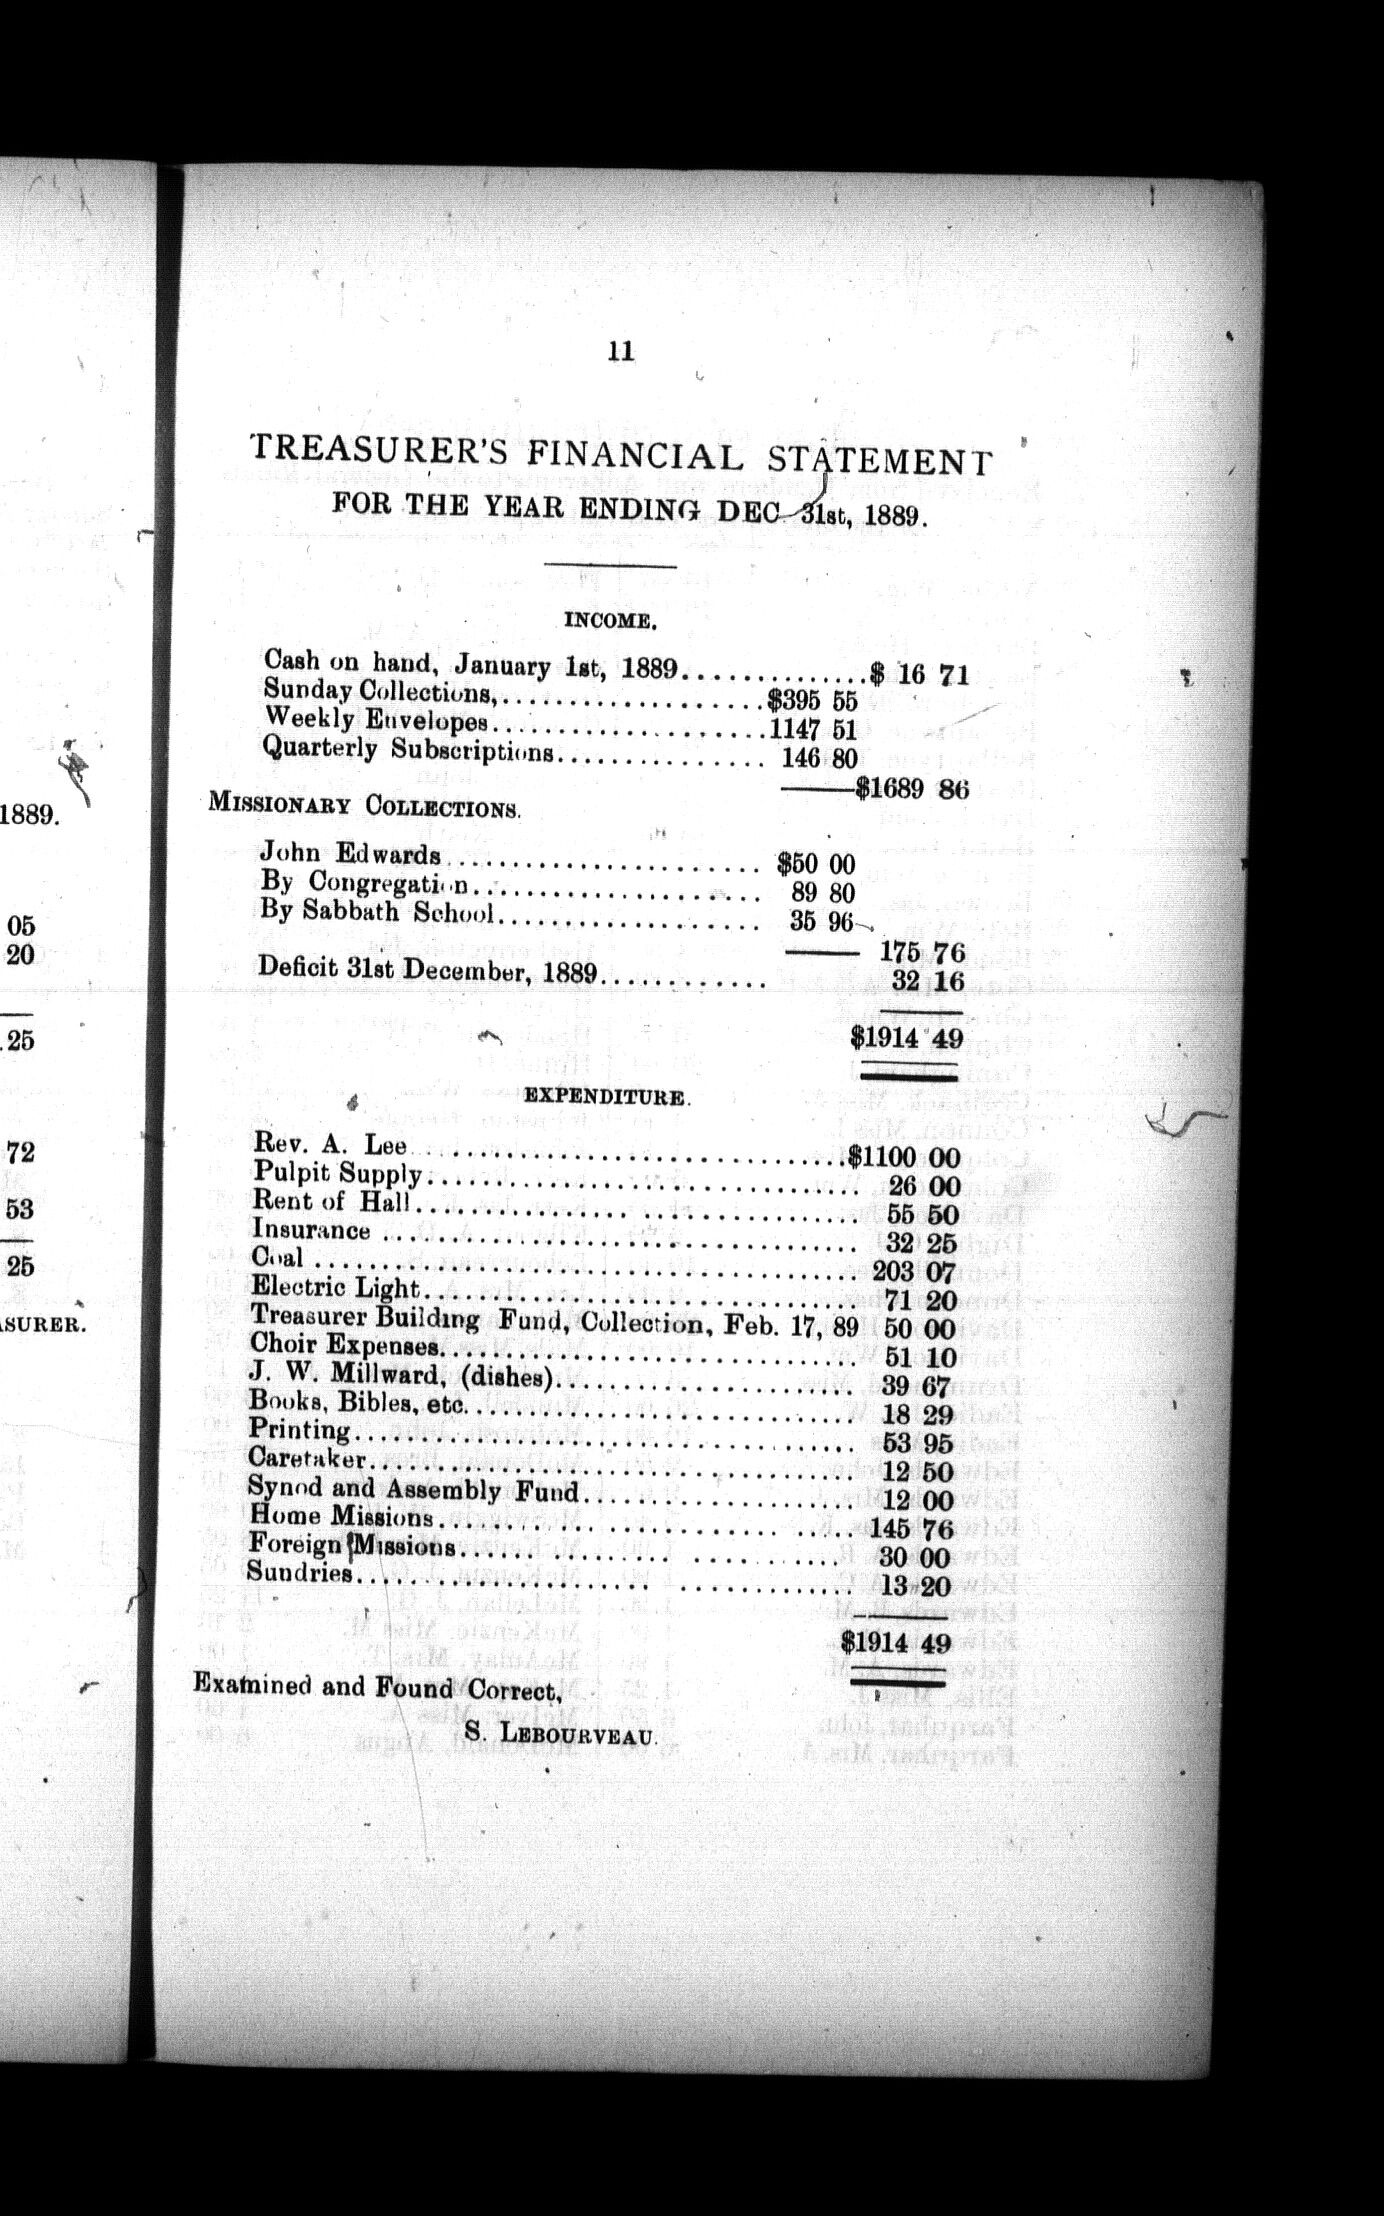 11
TREASURER'S FINANCIAL STATEMENT
FOR THE YEAR ENDING DEC. 31st, 1889.
INCOME.
Cash on hand, January 1st, 1889...............$ 16 71
Sunday Collections,....................$395 55
Weekly Envelopes.....................1147 51
Quarterly Subscriptions................ 146 80
$1689 86
MISSIONARY COLLECTIONS.
John Edwards........................ $50 00
By Congregation...................... 89 80
By Sabbath School.................... 35 96
175 76
Deficit 31st December, 1889............. 32 16
$1914 49
EXPENDITURE.
Rev. A. Lee.................................$1100 00
Pulpit Supply................................. 26 00
Rent of Hall.................................. 55 50
Insurance .................................... 32 25
Coal ......................................... 203 07
Electric Light................................. 71 20
Treasurer Building Fund, Collection, Feb. 17, 89 50 00
Choir Expenses................................ 51 10
J. W. Millward, (dishes)....................... 39 67
Books, Bibles, etc............................. 18 29
Printing...................................... 53 95
Caretaker..................................... 12 50
Synod and Assembly Fund..................... 12 00
Home Missions................................ 145 76
Foreign Missions.............................. 30 00
Sundries...................................... 13 20
$1914 49
Examined and Found Correct,
S. LEBOURVEAU.
1889.
05
20
.25
72
53
25
ASURER.